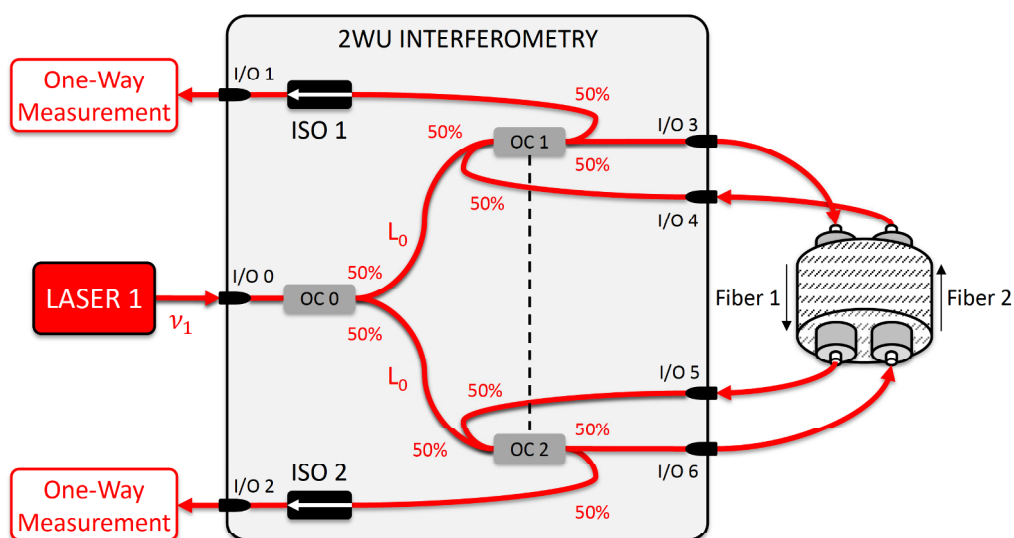 2WU INTERFEROMETRY
One-Way
Measurement
I/O 1
ISO 1
50%
50%
OC 1
I/O 3
50%
50%
I/O 4
L₀
LASER 1
ν₁
I/O 0
OC 0
50%
50%
Fiber 1
Fiber 2
L₀
I/O 5
50%
50%
OC 2
50%
I/O 6
One-Way
Measurement
I/O 2
ISO 2
50%